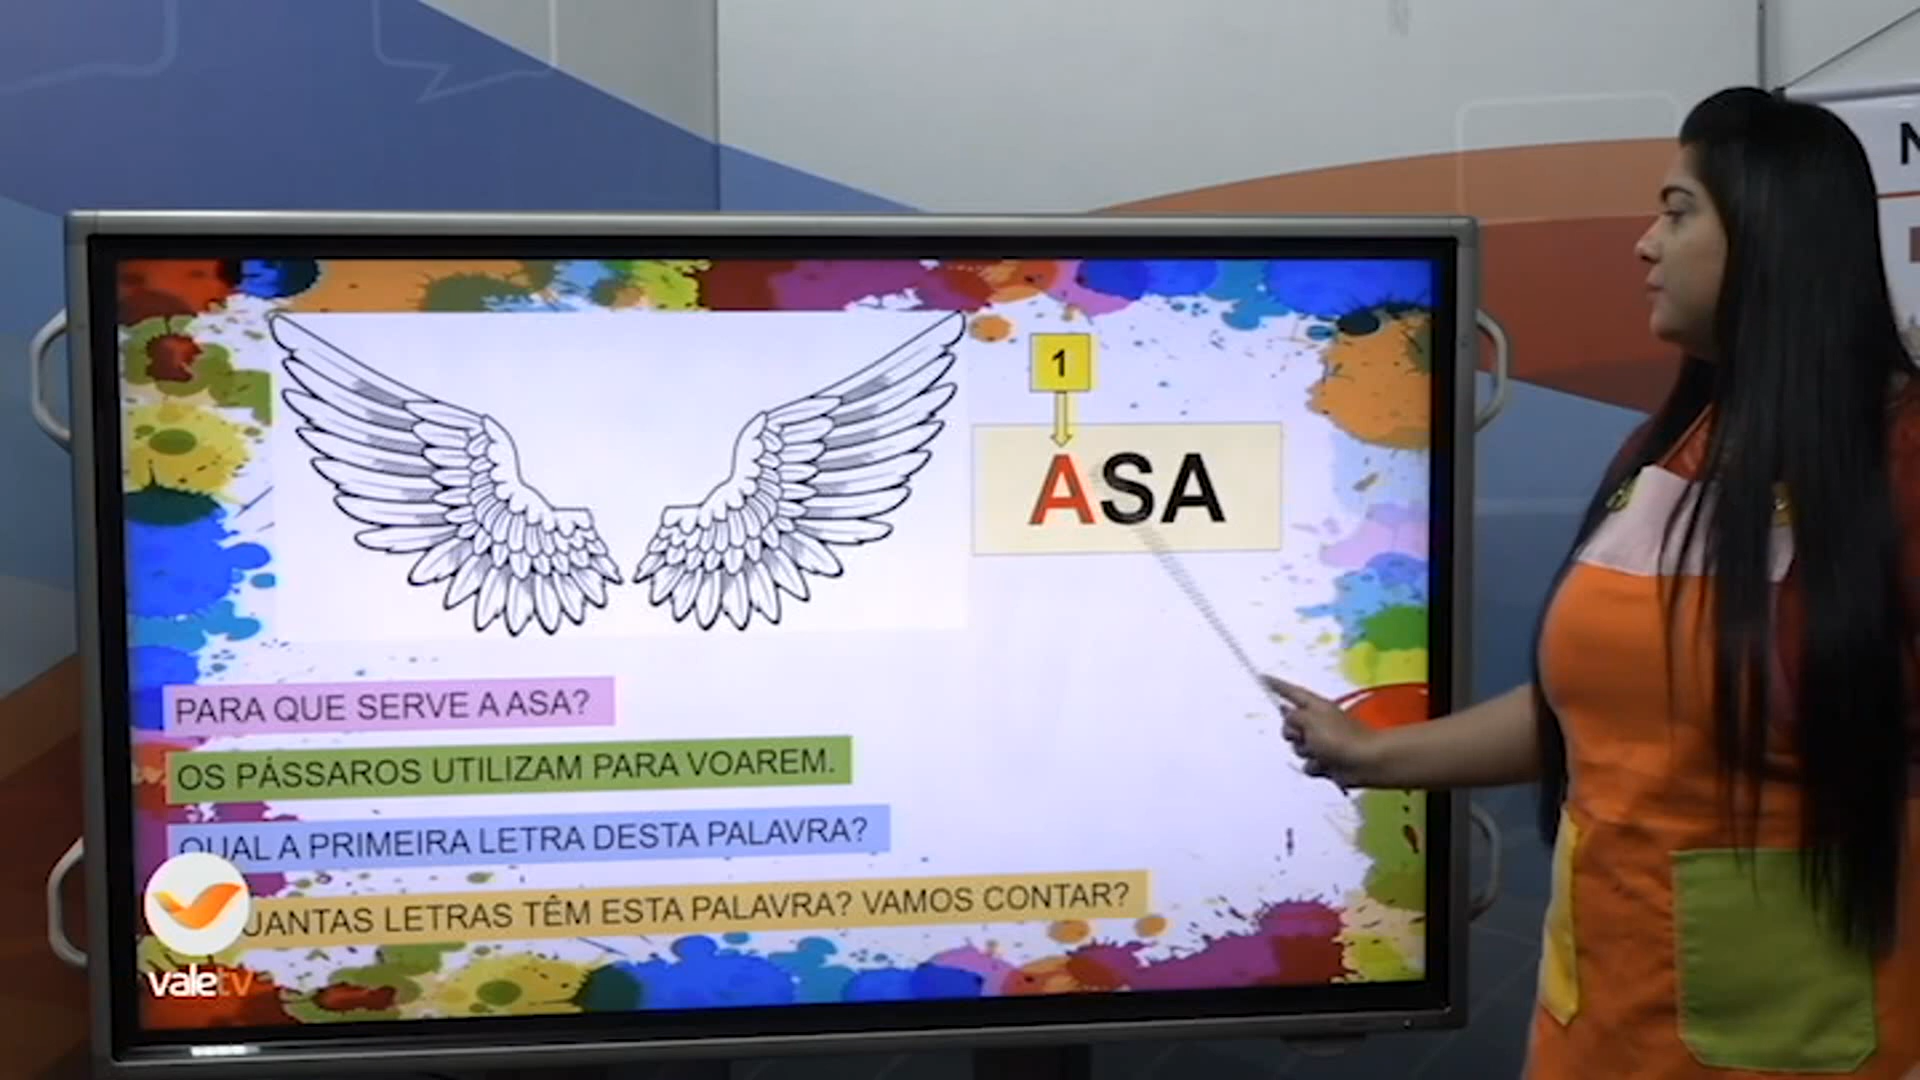 1
ASA
PARA QUE SERVE A ASA?
OS PÁSSAROS UTILIZAM PARA VOAREM.
QUAL A PRIMEIRA LETRA DESTA PALAVRA?
LETRAS TÊM ESTA PALAVRA? VAMOS CONTAR?
valetv
N